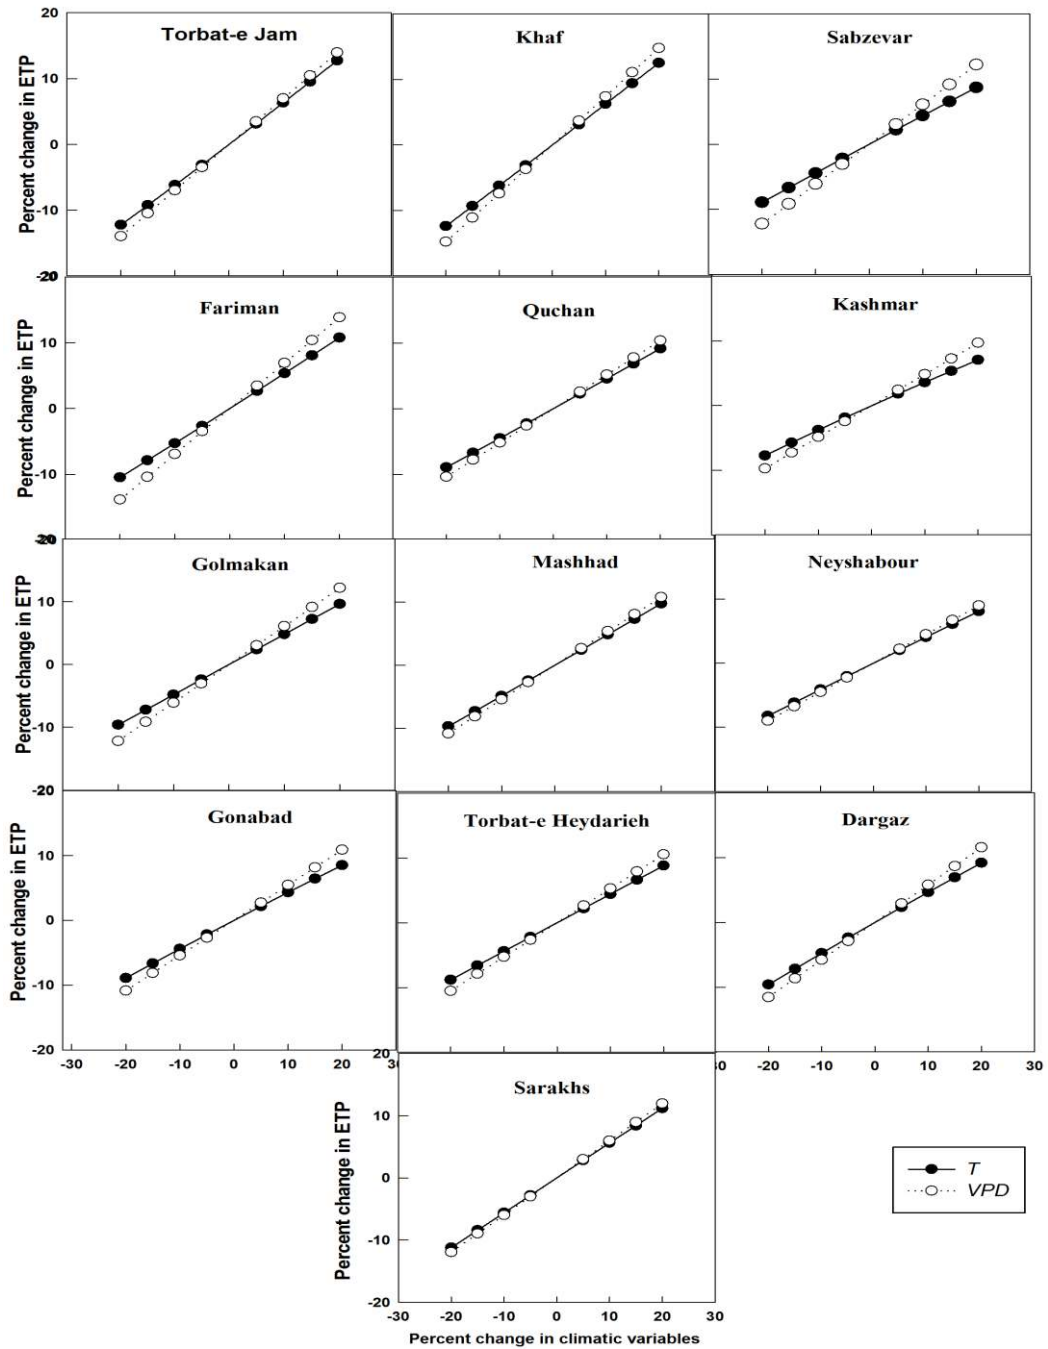 20
Torbat-e Jam
Khaf
Sabzevar
10
0
-10
-20
Percent change in ETP
20
Fariman
Quchan
Kashmar
10
0
-10
-20
Percent change in ETP
20
Golmakan
Mashhad
Neyshabour
10
0
-10
-20
Percent change in ETP
Gonabad
Torbat-e Heydarieh
Dargaz
10
0
-10
-20
Percent change in ETP
-30 -20 -10 0 10 20
-20 -10 0 10 20 30
20
Sarakhs
10
0
-10
-20
Percent change in ETP
-30 -20 -10 0 10 20 30
Percent change in climatic variables
T
VPD